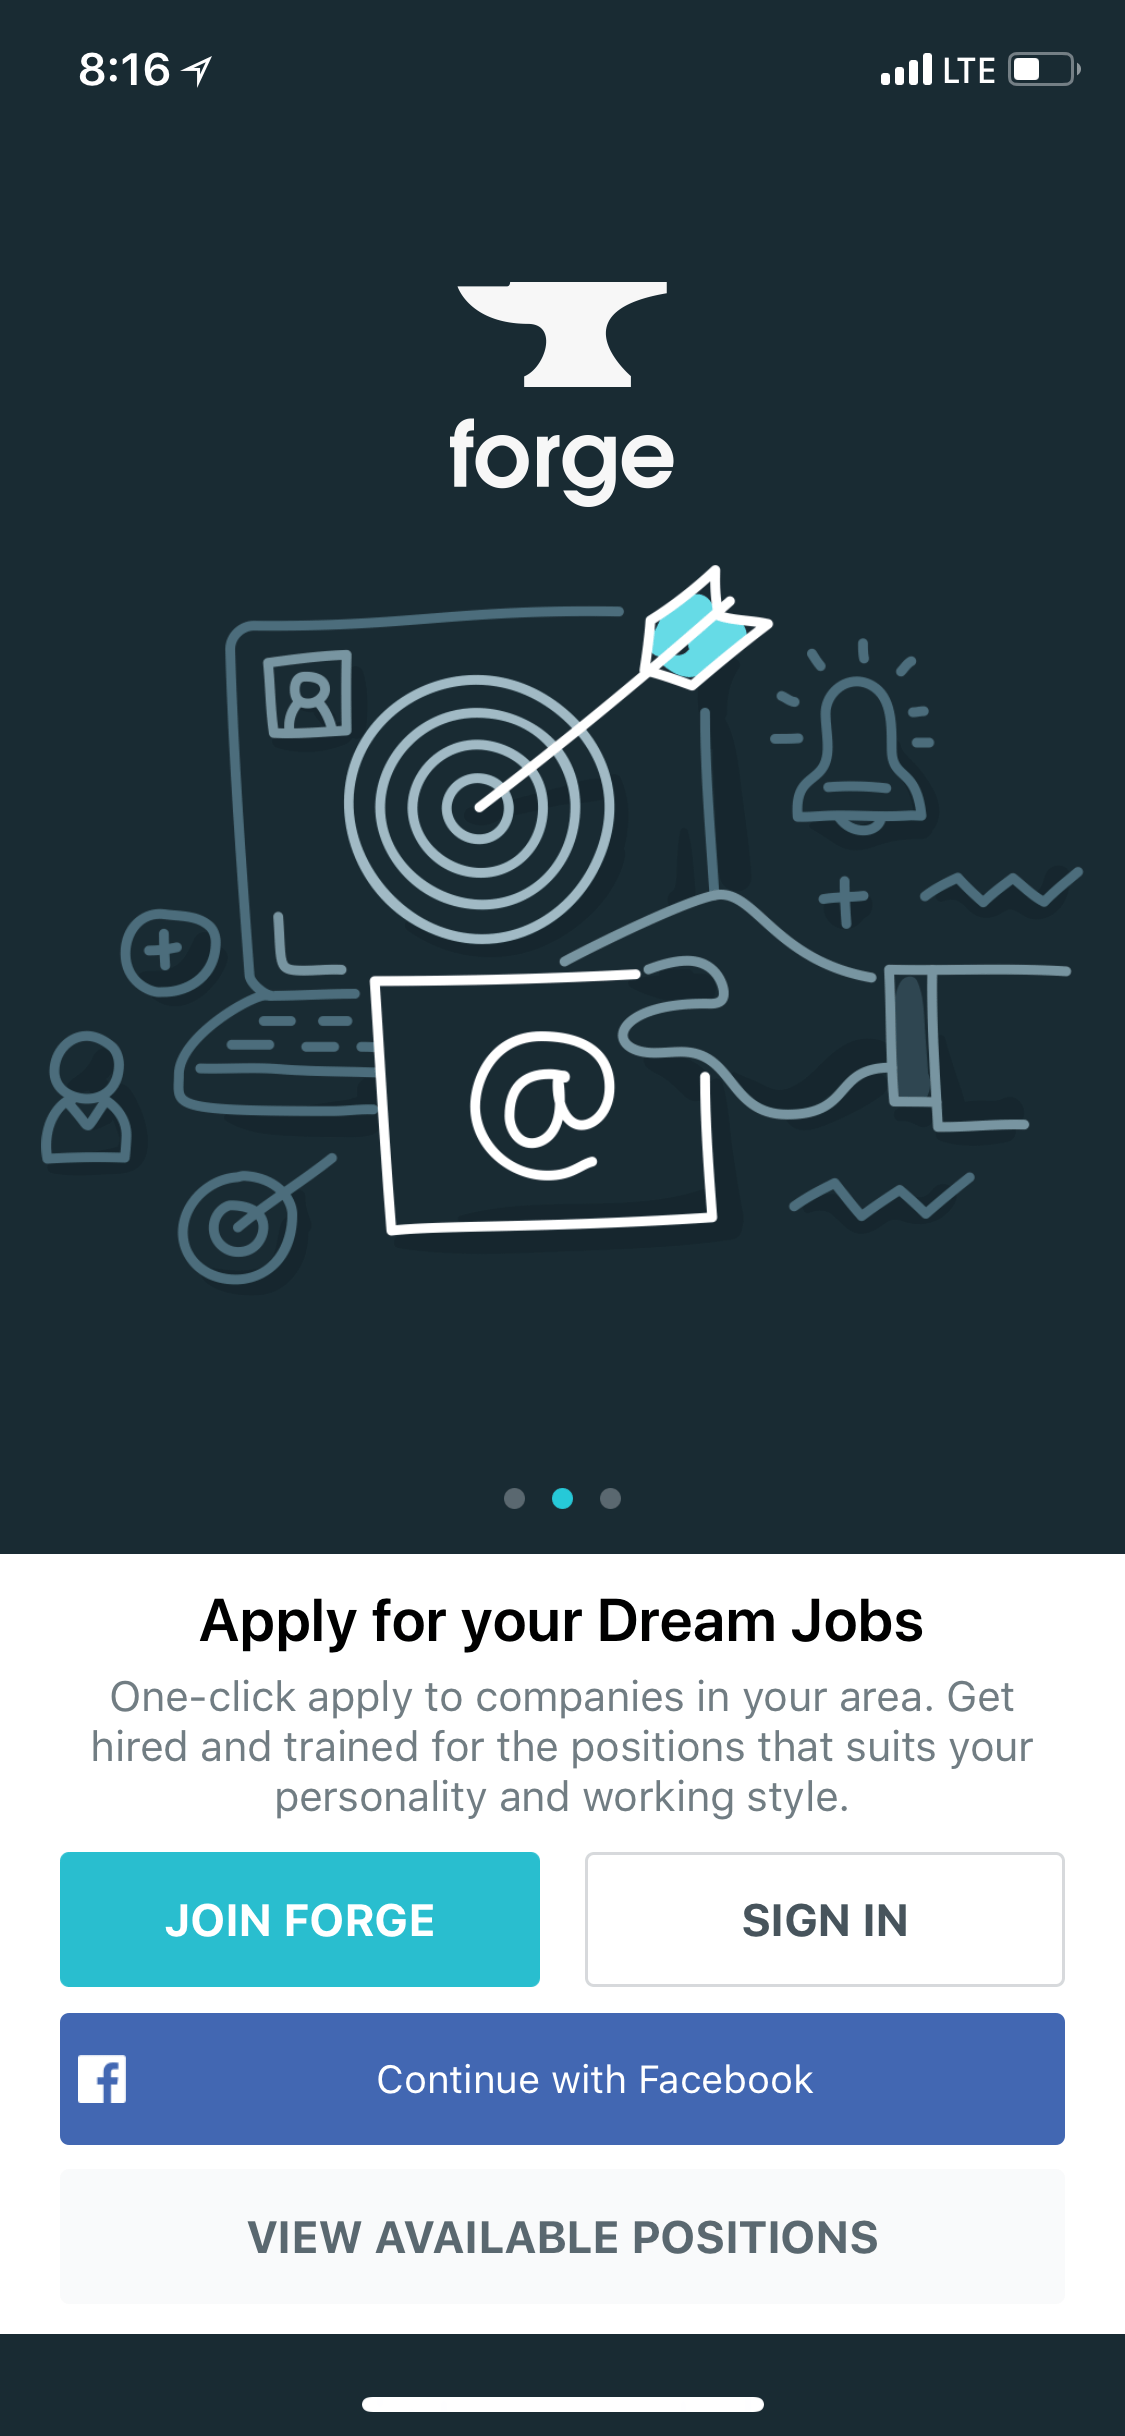 8:16
LTE
forge
@
Apply for your Dream Jobs
One-click apply to companies in your area. Get
hired and trained for the positions that suits your
personality and working style.
JOIN FORGE
SIGN IN
Continue with Facebook
VIEW AVAILABLE POSITIONS